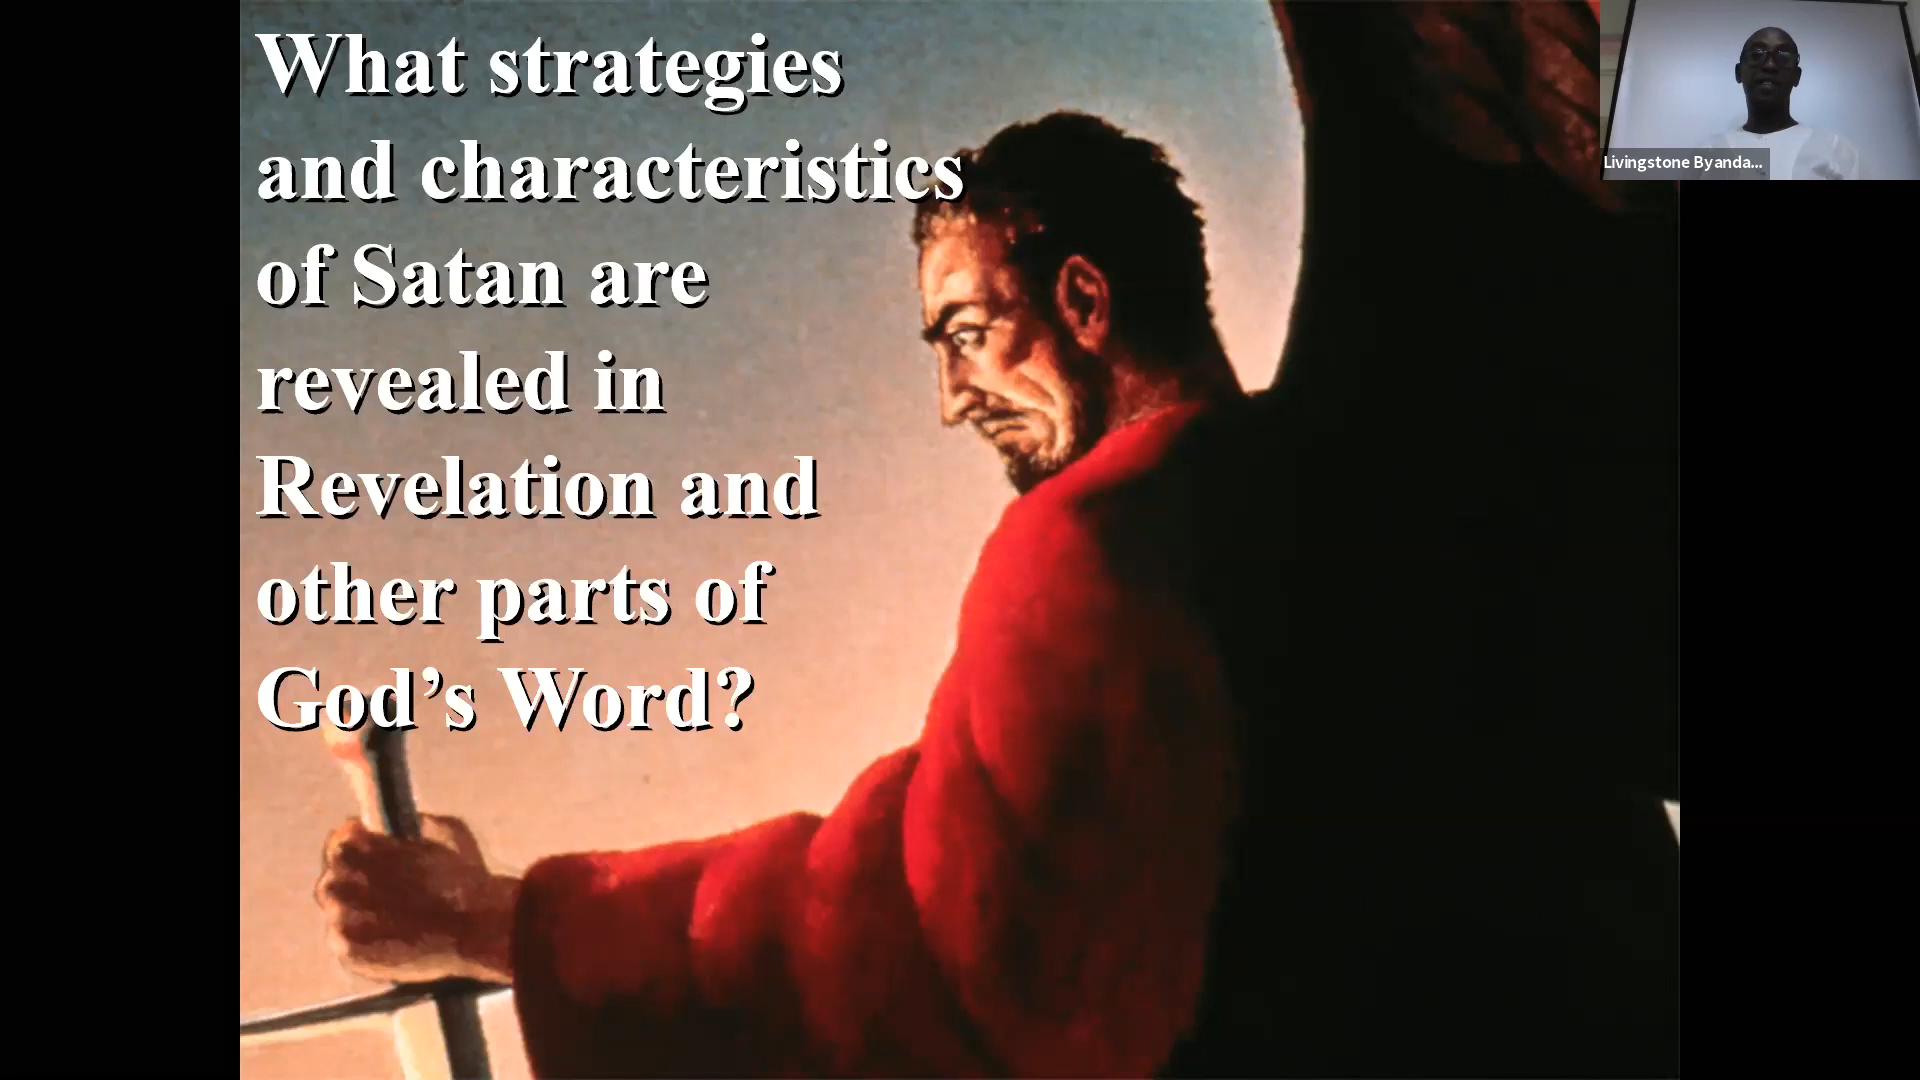 What strategies
and characteristics
of Satan are
revealed in
Revelation and
other parts of
God’s Word?
Livingstone Byanda...